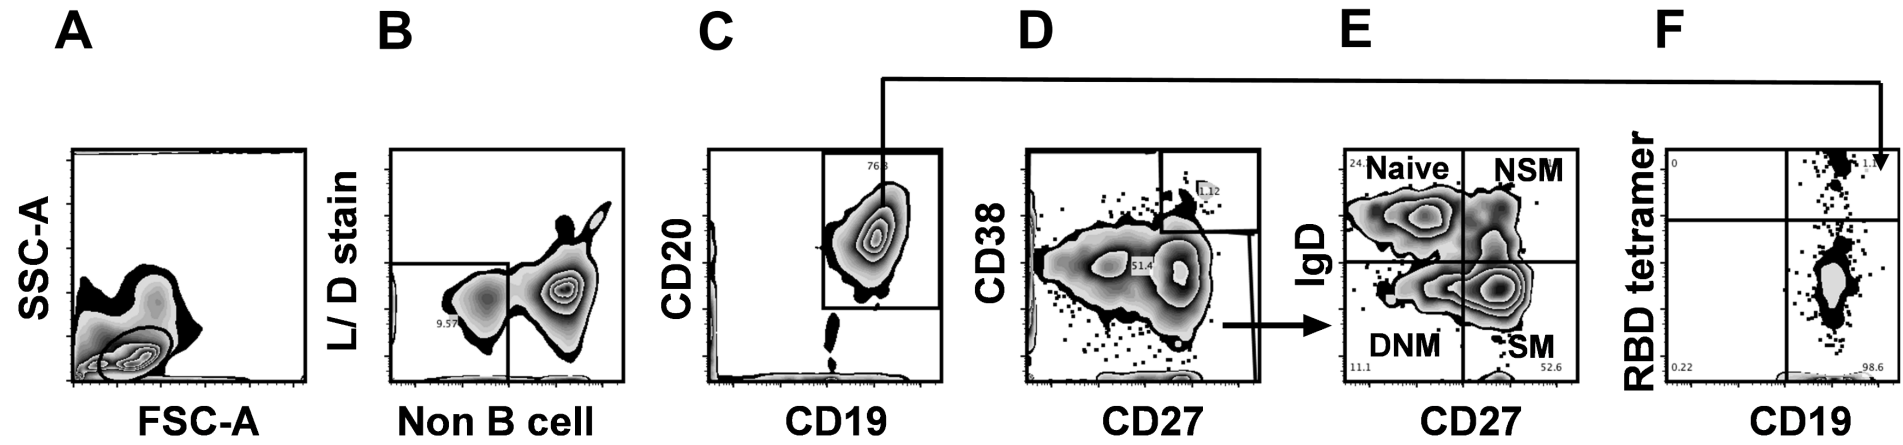 A B C D E F
SSC-A
FSC-A
L/ D stain
9.57
Non B cell
CD20
CD19
CD38
1.12
51.4
CD27
IgD
Naive
NSM
DNM
SM
11.1
52.6
CD27
RBD tetramer
0
0.22
98.6
CD19